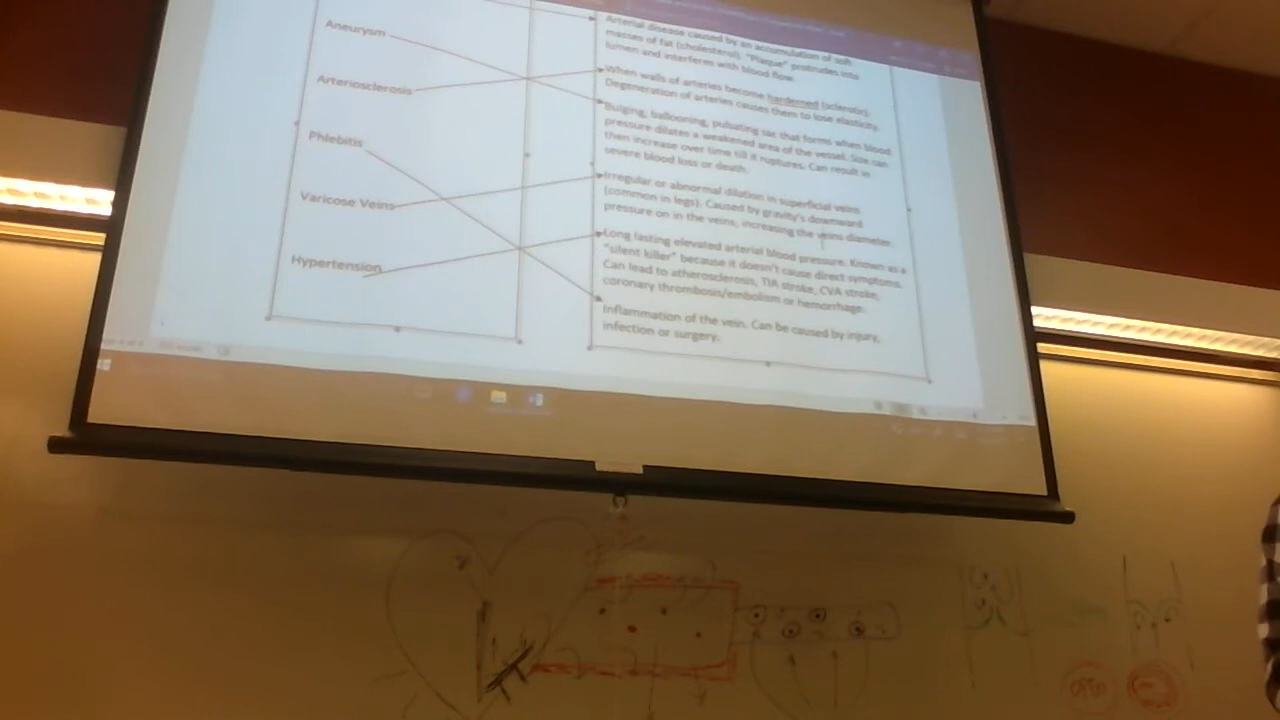 Aneurysm
Arteriosclerosis
Phlebitis
Varicose Veins
Hypertension
Arterial disease caused by an accumulation of soft
masses of fat (cholesterol). "Plaque" protrudes into
lumen and interferes with blood flow.
When walls of arteries become hardened (sclerotic).
Degeneration of arteries causes them to lose elasticity.
Bulging, ballooning, pulsating sac that forms when blood
pressure dilates a weakened area of the vessel. Size can
then increase over time till it ruptures. Can result in
severe blood loss or death.
Irregular or abnormal dilation in superficial veins
(common in legs). Caused by gravity's downward
pressure on in the veins, increasing the veins diameter.
Long lasting elevated arterial blood pressure. Known as a
"silent killer" because it doesn't cause direct symptoms.
Can lead to atherosclerosis, TIA stroke, CVA stroke,
coronary thrombosis/embolism or hemorrhage.
Inflammation of the vein. Can be caused by injury,
infection or surgery.